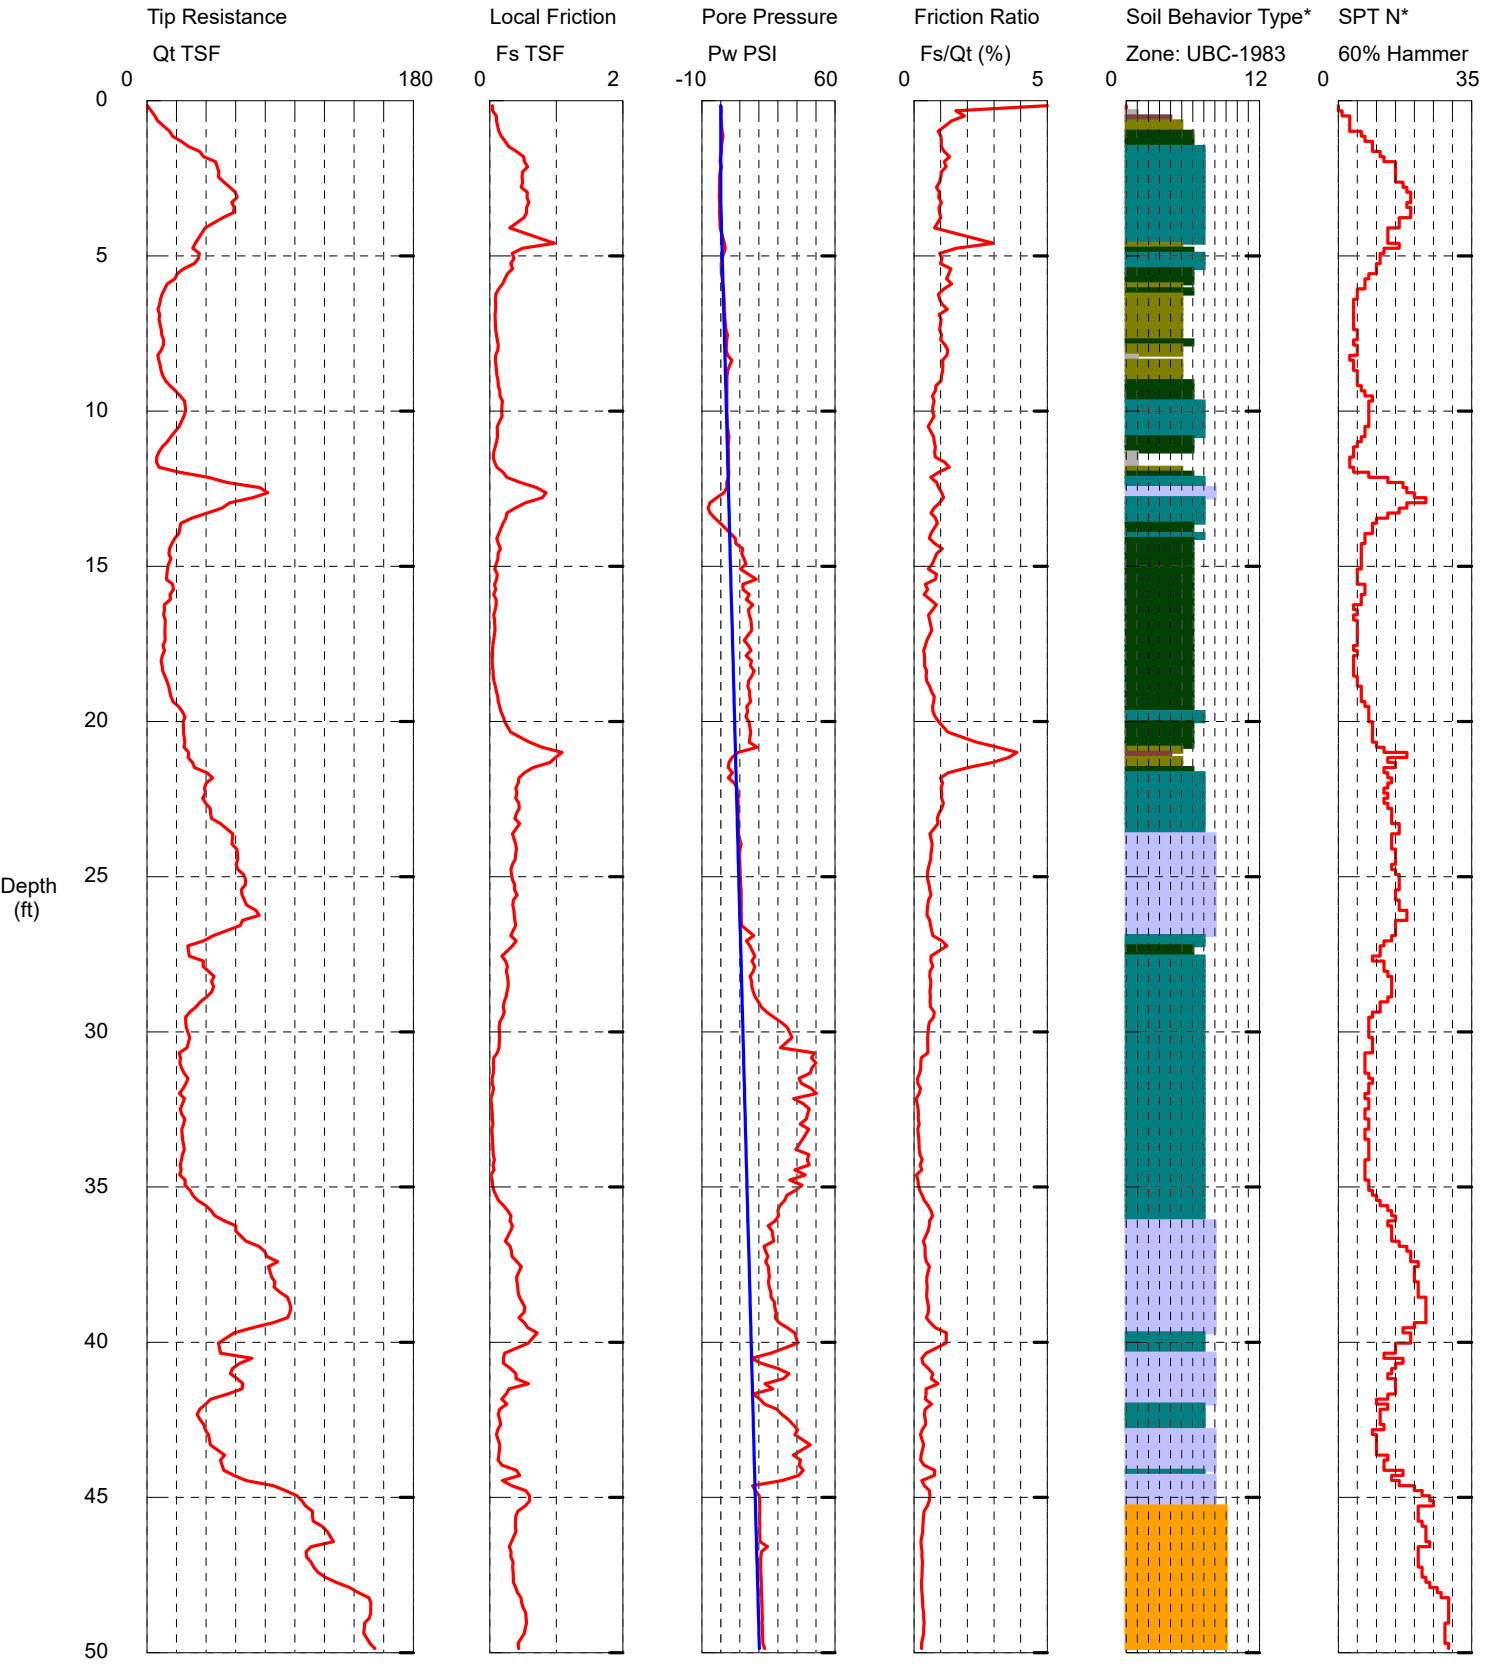 Tip Resistance Local Friction Pore Pressure Friction Ratio Soil Behavior Type* SPT N*
Qt TSF Fs TSF Pw PSI Fs/Qt (%) Zone: UBC-1983 60% Hammer
0 180 0 2 -10 60 0 5 0 12 0 35
0
5
10
15
20
25
Depth
(ft)
30
35
40
45
50